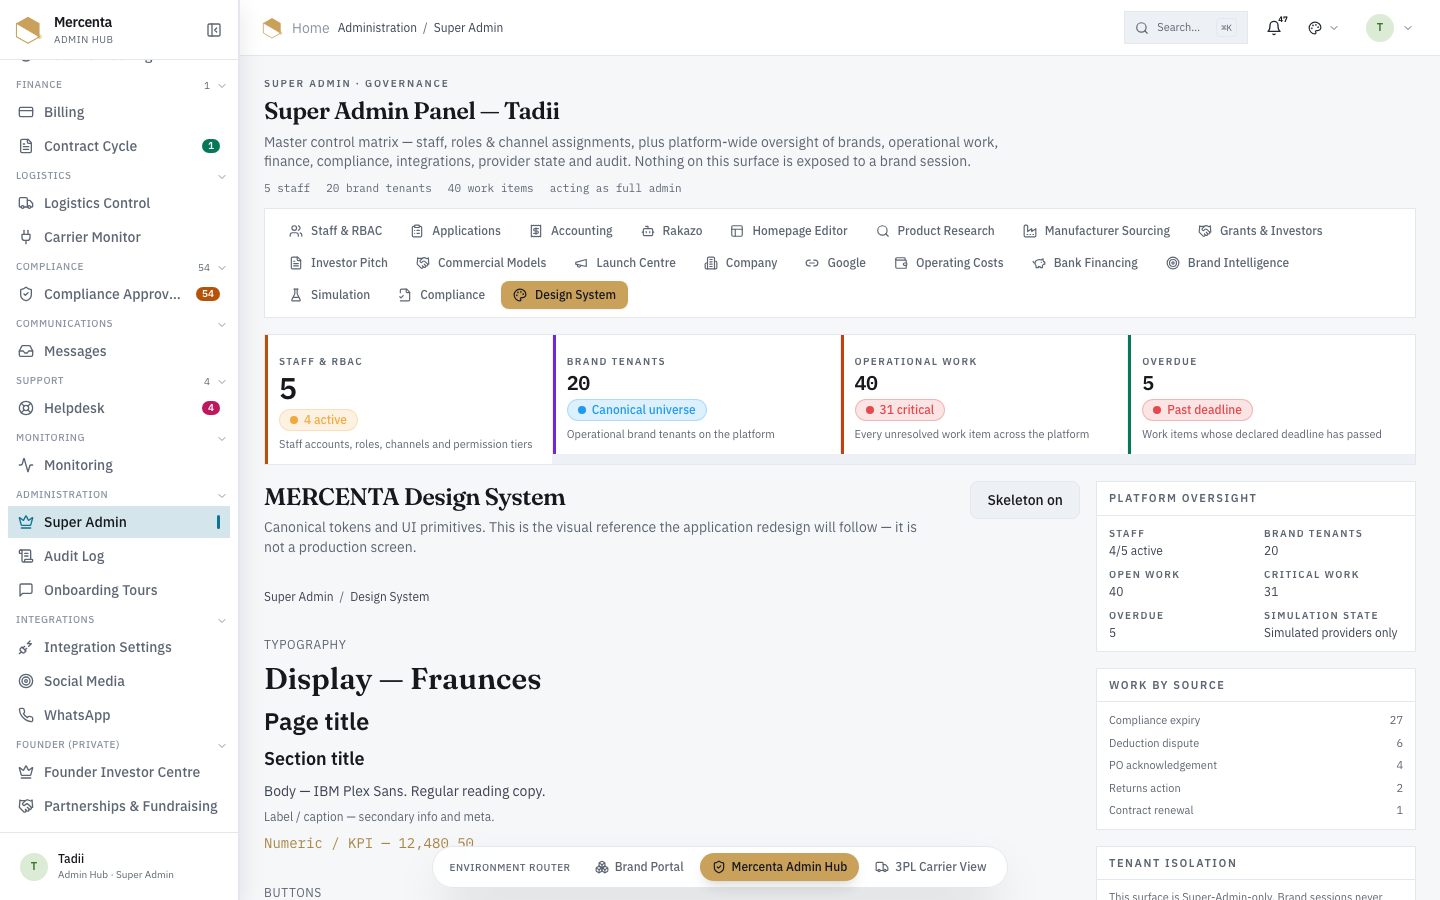 Mercenta
ADMIN HUB
FINANCE 1
Billing
Contract Cycle 1
LOGISTICS
Logistics Control
Carrier Monitor
COMPLIANCE 54
Compliance Approv... 54
COMMUNICATIONS
Messages
SUPPORT 4
Helpdesk 4
MONITORING
Monitoring
ADMINISTRATION
Super Admin
Audit Log
Onboarding Tours
INTEGRATIONS
Integration Settings
Social Media
WhatsApp
FOUNDER (PRIVATE)
Founder Investor Centre
Partnerships & Fundraising
T
Tadii
Admin Hub · Super Admin
Home Administration / Super Admin
Search... ⌘K
47
T
SUPER ADMIN · GOVERNANCE
Super Admin Panel — Tadii
Master control matrix — staff, roles & channel assignments, plus platform-wide oversight of brands, operational work,
finance, compliance, integrations, provider state and audit. Nothing on this surface is exposed to a brand session.
5 staff 20 brand tenants 40 work items acting as full admin
Staff & RBAC Applications Accounting Rakazo Homepage Editor Product Research Manufacturer Sourcing Grants & Investors
Investor Pitch Commercial Models Launch Centre Company Google Operating Costs Bank Financing Brand Intelligence
Simulation Compliance Design System
STAFF & RBAC
5
4 active
Staff accounts, roles, channels and permission tiers
BRAND TENANTS
20
Canonical universe
Operational brand tenants on the platform
OPERATIONAL WORK
40
31 critical
Every unresolved work item across the platform
OVERDUE
5
Past deadline
Work items whose declared deadline has passed
MERCENTA Design System
Skeleton on
Canonical tokens and UI primitives. This is the visual reference the application redesign will follow — it is
not a production screen.
Super Admin / Design System
TYPOGRAPHY
Display — Fraunces
Page title
Section title
Body — IBM Plex Sans. Regular reading copy.
Label / caption — secondary info and meta.
Numeric / KPI — 12,480.50
BUTTONS
PLATFORM OVERSIGHT
STAFF BRAND TENANTS
4/5 active 20
OPEN WORK CRITICAL WORK
40 31
OVERDUE SIMULATION STATE
5 Simulated providers only
WORK BY SOURCE
Compliance expiry 27
Deduction dispute 6
PO acknowledgement 4
Returns action 2
Contract renewal 1
TENANT ISOLATION
This surface is Super-Admin-only. Brand sessions never
ENVIRONMENT ROUTER Brand Portal Mercenta Admin Hub 3PL Carrier View